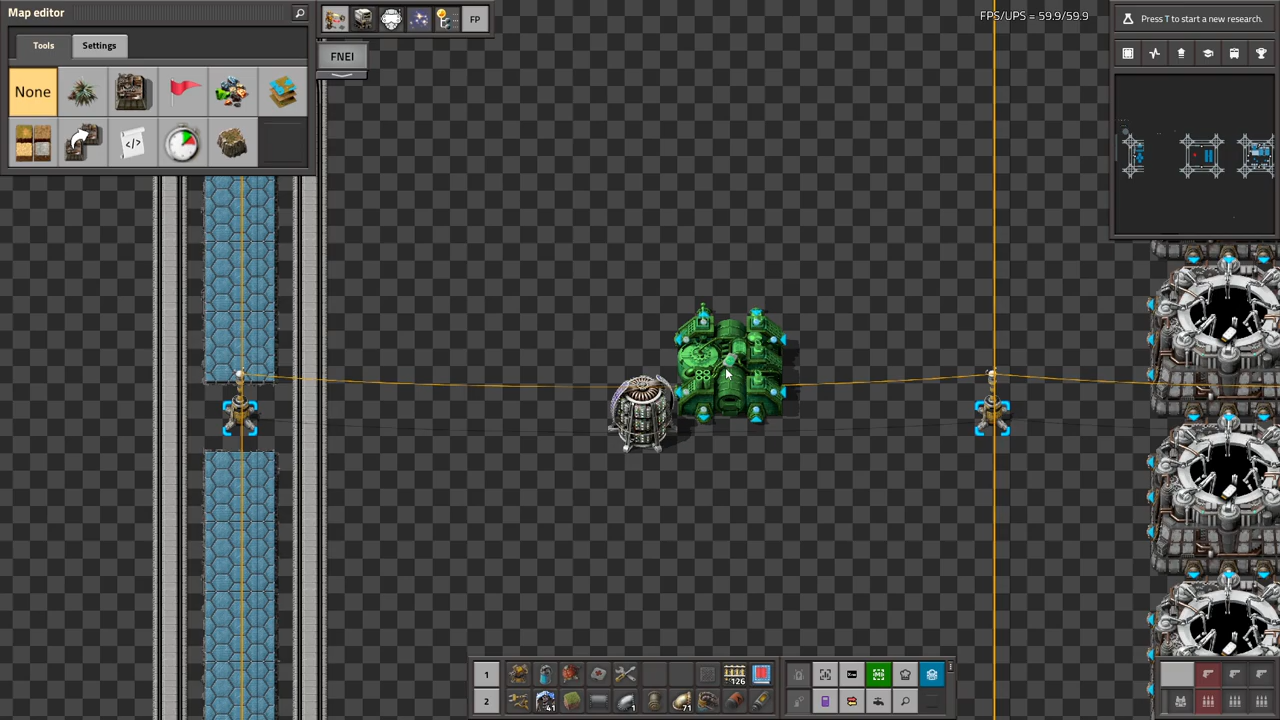 Map editor
FP
FPS/UPS = 59.9/59.9
Press T to start a new research.
Tools
Settings
FNEI
None
</>
1
126
2
41
1
71